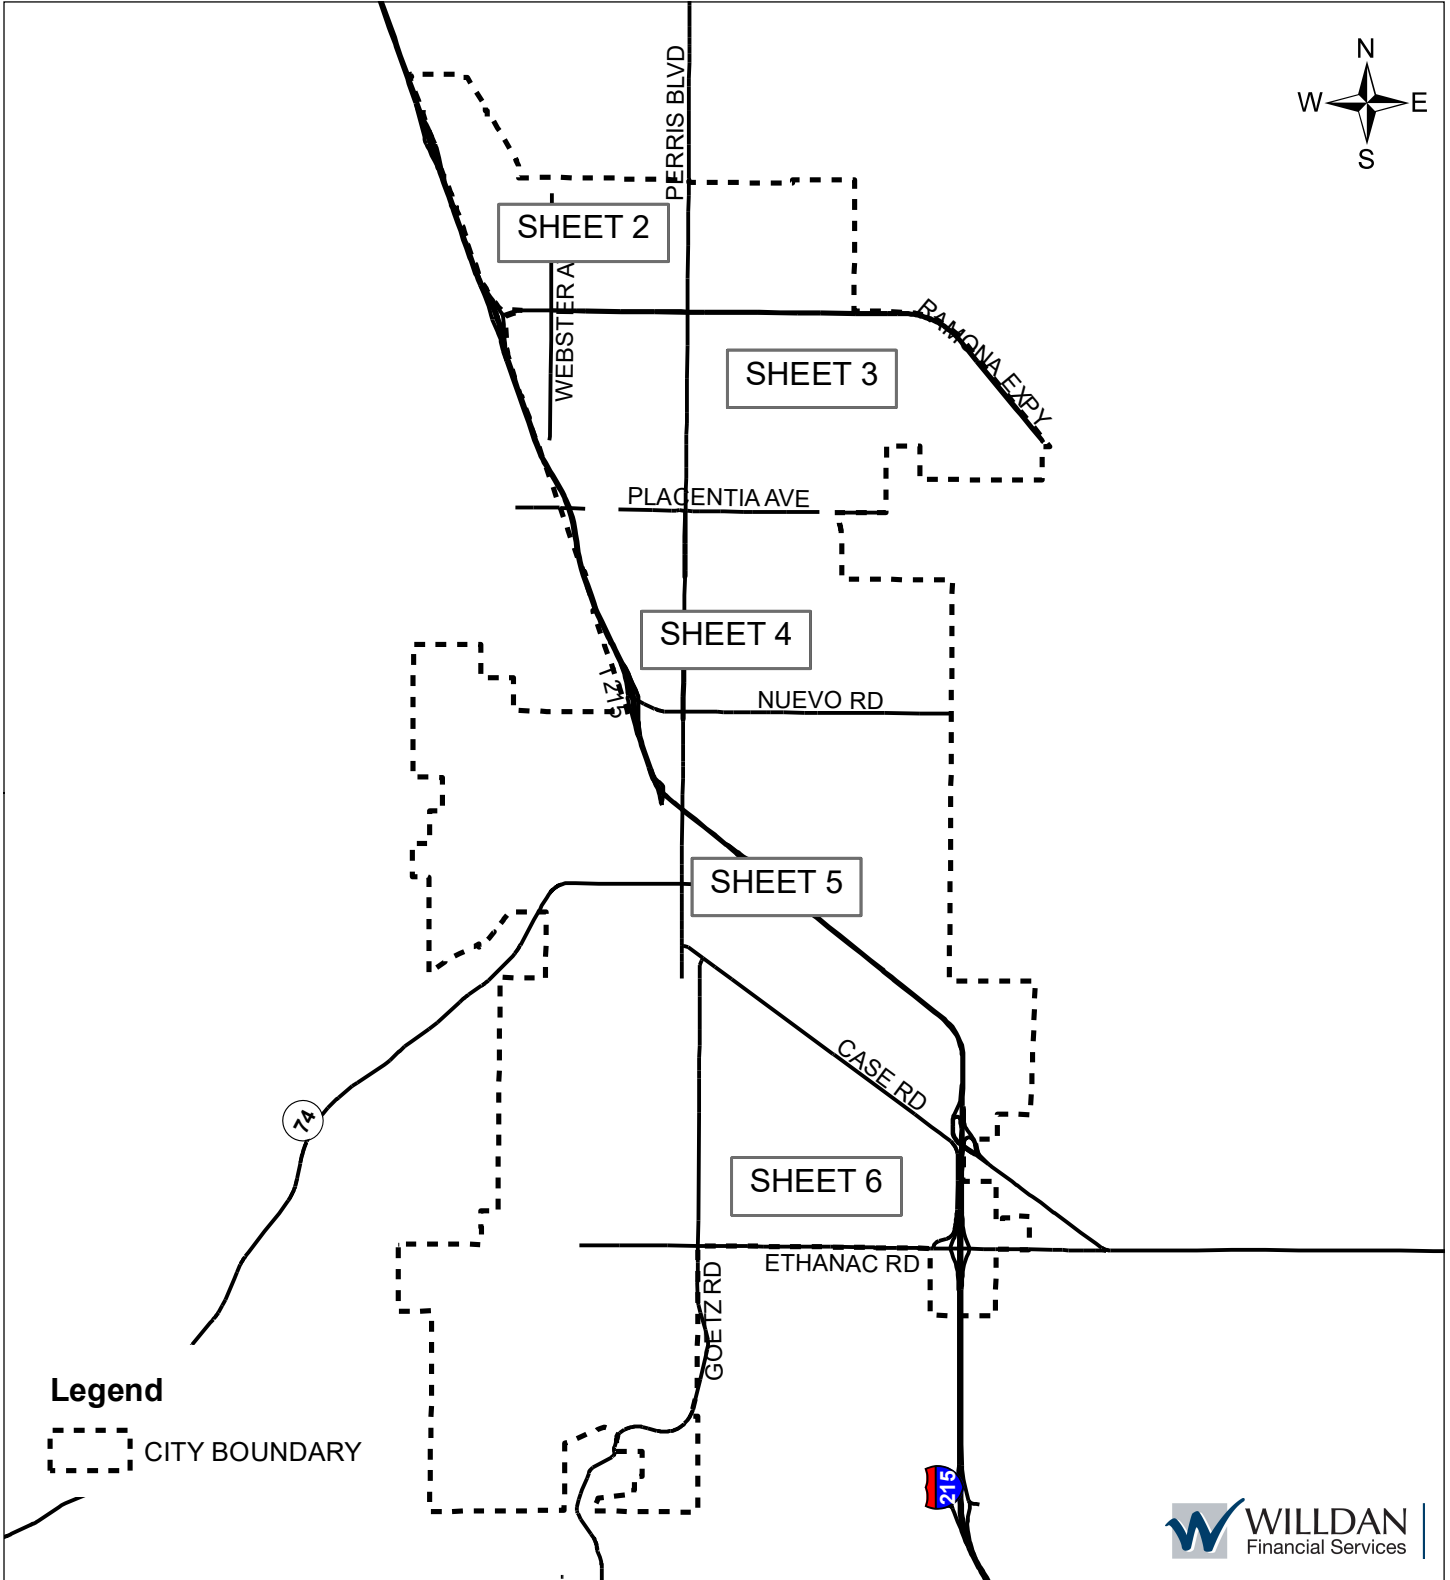 N
W E
S
PERRIS BLVD
SHEET 2
WEBSTER A
RAMONA EXPY
SHEET 3
PLACENTIA AVE
SHEET 4
I 215
NUEVO RD
SHEET 5
CASE RD
74
SHEET 6
ETHANAC RD
GOETZ RD
Legend
CITY BOUNDARY
215
WILLDAN
Financial Services